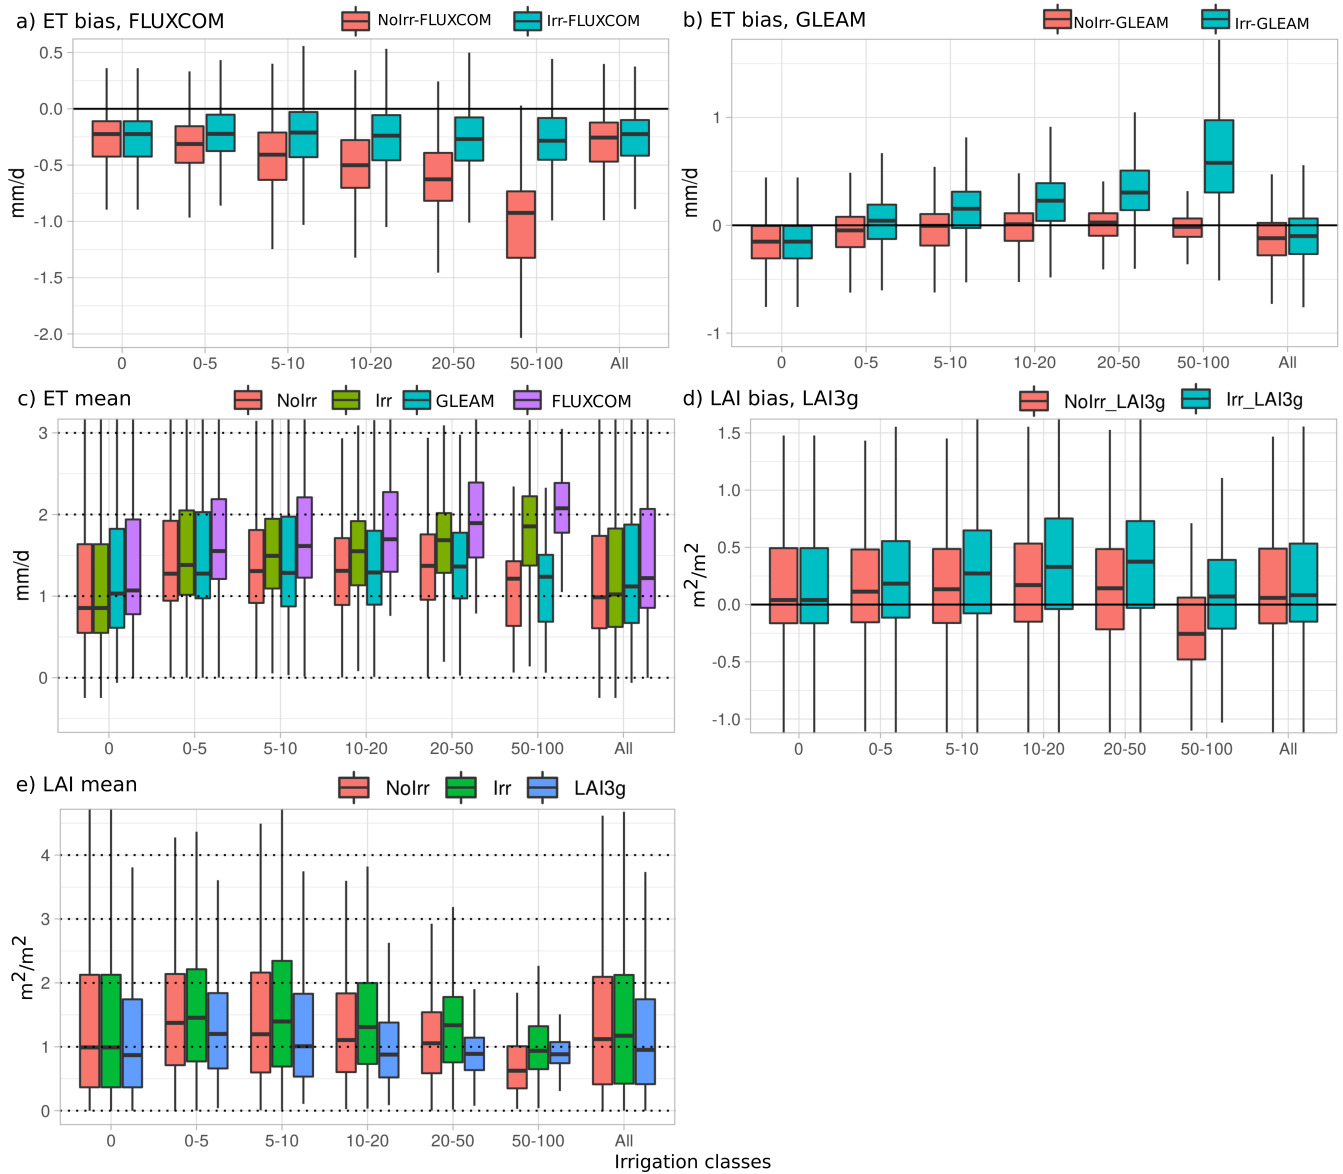 a) ET bias, FLUXCOM
NoIrr-FLUXCOM Irr-FLUXCOM
0.5
0.0
-0.5
-1.0
-1.5
-2.0
mm/d
0 0-5 5-10 10-20 20-50 50-100 All
b) ET bias, GLEAM
NoIrr-GLEAM Irr-GLEAM
1
0
-1
mm/d
0 0-5 5-10 10-20 20-50 50-100 All
c) ET mean
NoIrr Irr GLEAM FLUXCOM
3
2
1
0
mm/d
0 0-5 5-10 10-20 20-50 50-100 All
d) LAI bias, LAI3g
NoIrr_LAI3g Irr_LAI3g
1.5
1.0
0.5
0.0
-0.5
-1.0
m²/m²
0 0-5 5-10 10-20 20-50 50-100 All
e) LAI mean
NoIrr Irr LAI3g
4
3
2
1
0
m²/m²
0 0-5 5-10 10-20 20-50 50-100 All
Irrigation classes